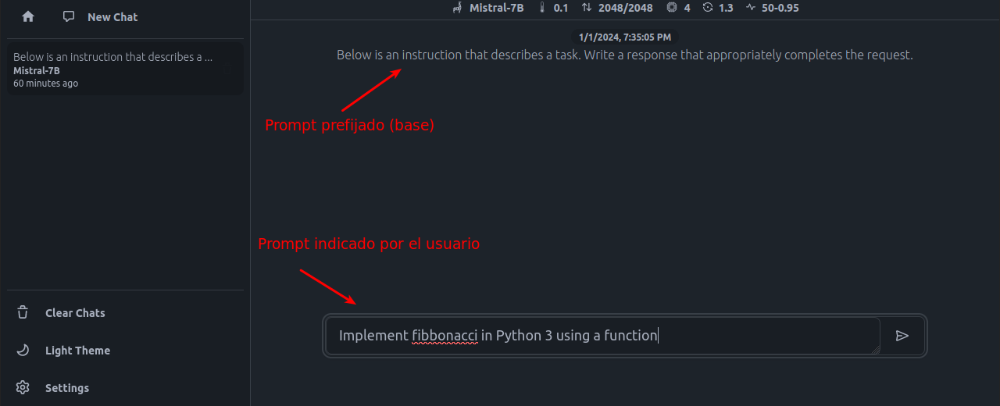 New Chat
Below is an instruction that describes a ...
Mistral-7B
60 minutes ago
Clear Chats
Light Theme
Settings
Mistral-7B 0.1 2048/2048 4 1.3 50-0.95
1/1/2024, 7:35:05 PM
Below is an instruction that describes a task. Write a response that appropriately completes the request.
Prompt prefijado (base)
Prompt indicado por el usuario
Implement fibbonacci in Python 3 using a function